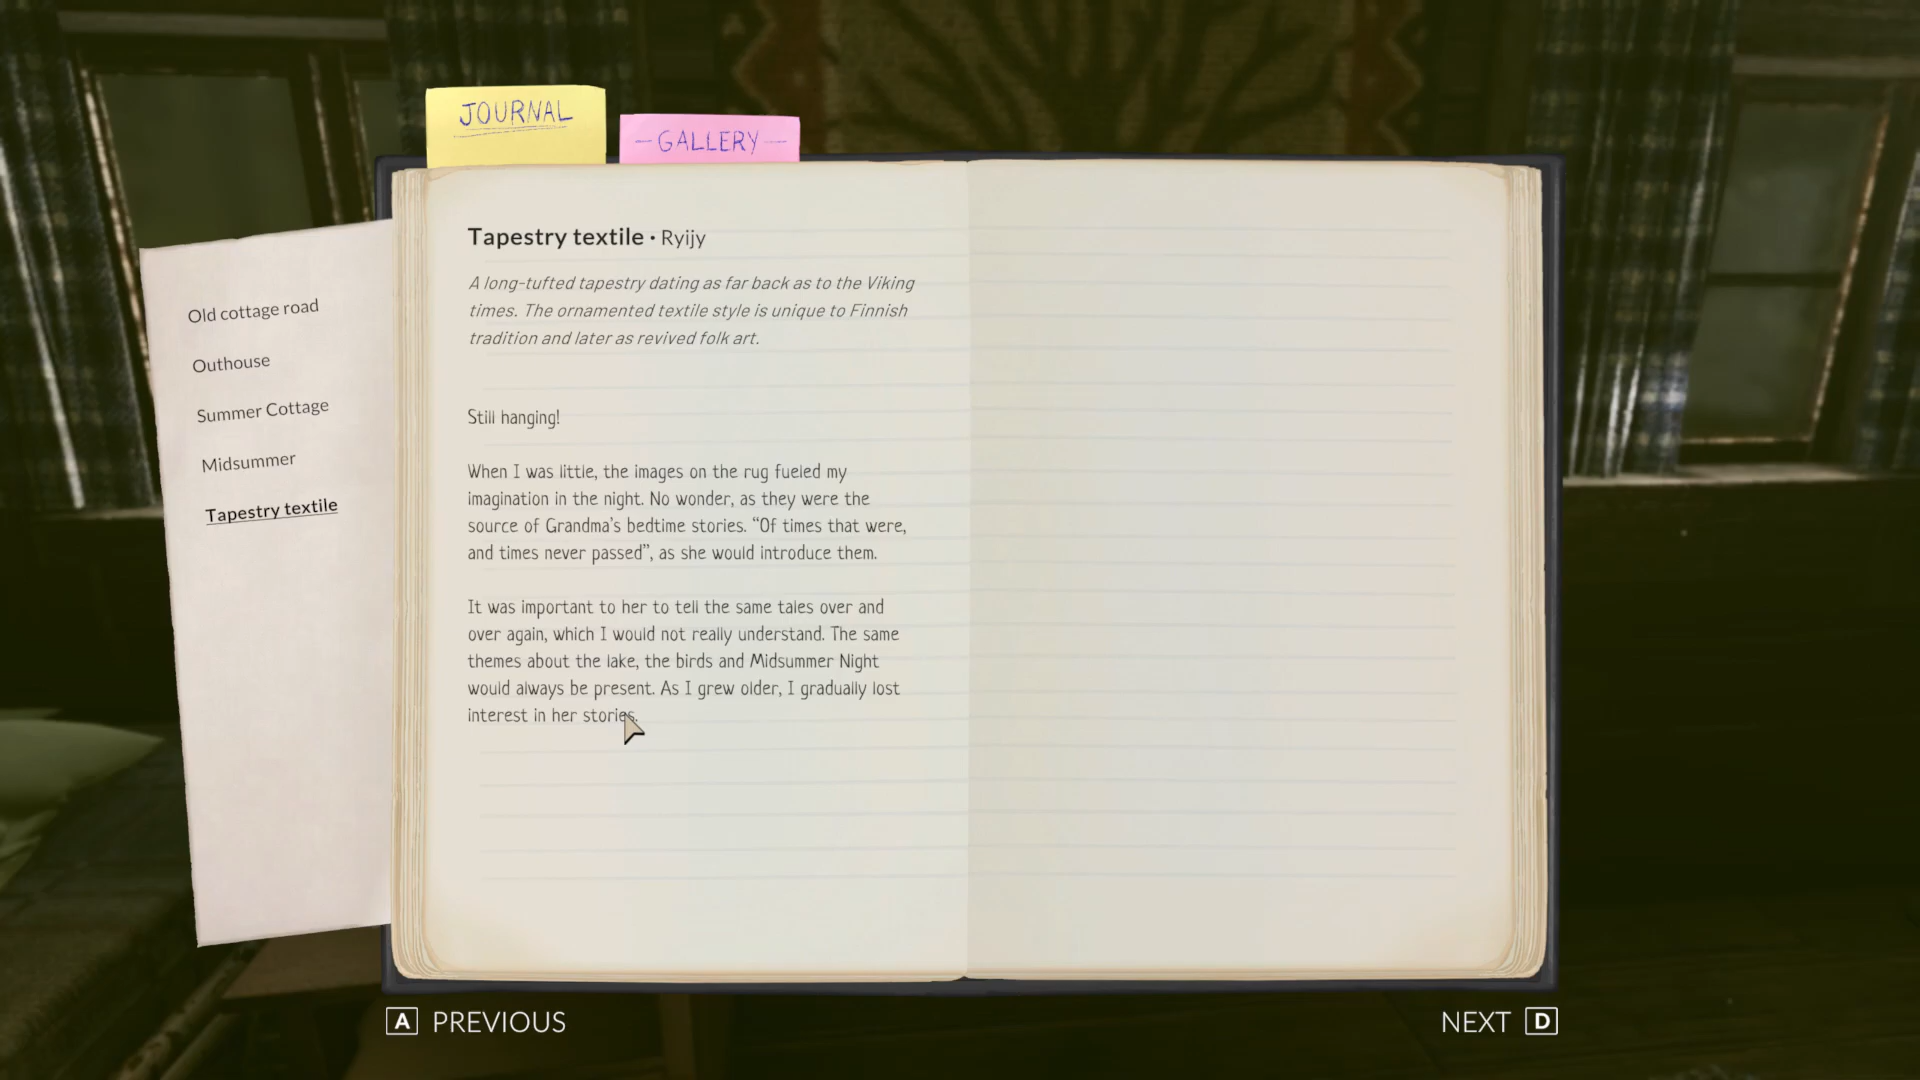 JOURNAL
-GALLERY-
Old cottage road
Outhouse
Summer Cottage
Midsummer
Tapestry textile
Tapestry textile • Ryijy
A long-tufted tapestry dating as far back as to the Viking
times. The ornamented textile style is unique to Finnish
tradition and later as revived folk art.
Still hanging!
When I was little, the images on the rug fueled my
imagination in the night. No wonder, as they were the
source of Grandma's bedtime stories. “Of times that were,
and times never passed”, as she would introduce them.
It was important to her to tell the same tales over and
over again, which I would not really understand. The same
themes about the lake, the birds and Midsummer Night
would always be present. As I grew older, I gradually lost
interest in her stories.
A PREVIOUS
NEXT D